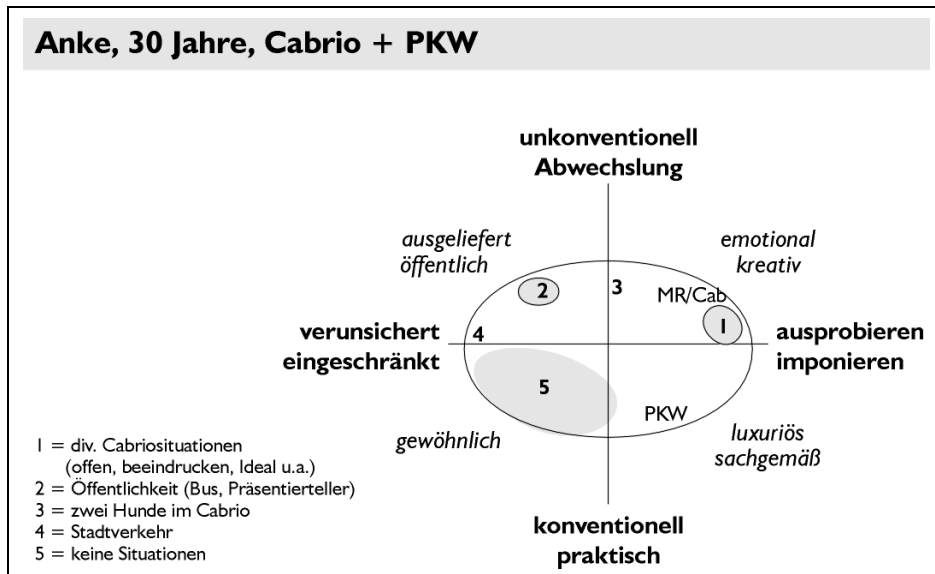 Anke, 30 Jahre, Cabrio + PKW
unkonventionell
Abwechslung
ausgeliefert
öffentlich
emotional
kreativ
2
3
MR/Cab
1
verunsichert
eingeschränkt
4
ausprobieren
imponieren
5
PKW
gewöhnlich
luxuriös
sachgemäß
1 = div. Cabriosituationen
(offen, beeindrucken, Ideal u.a.)
2 = Öffentlichkeit (Bus, Präsentierteller)
3 = zwei Hunde im Cabrio
4 = Stadtverkehr
5 = keine Situationen
konventionell
praktisch